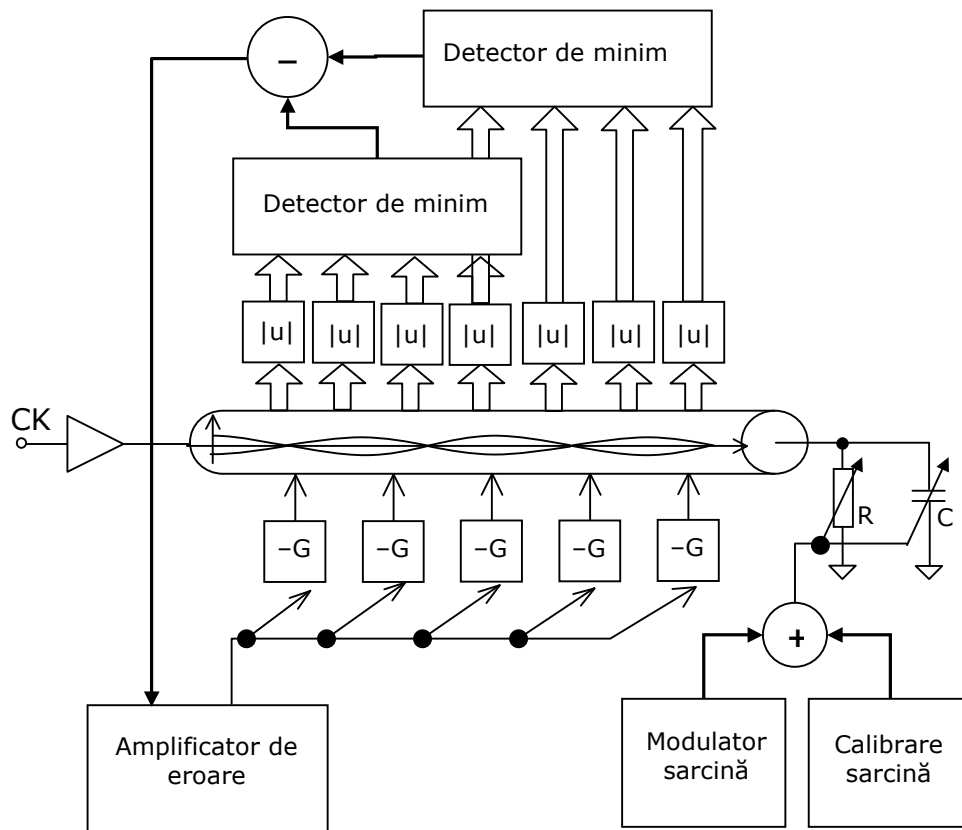 Detector de minim
–
Detector de minim
|u| |u| |u| |u| |u| |u| |u|
CK
R
C
–G –G –G –G –G
+
Amplificator de
eroare
Modulator
sarcină
Calibrare
sarcină